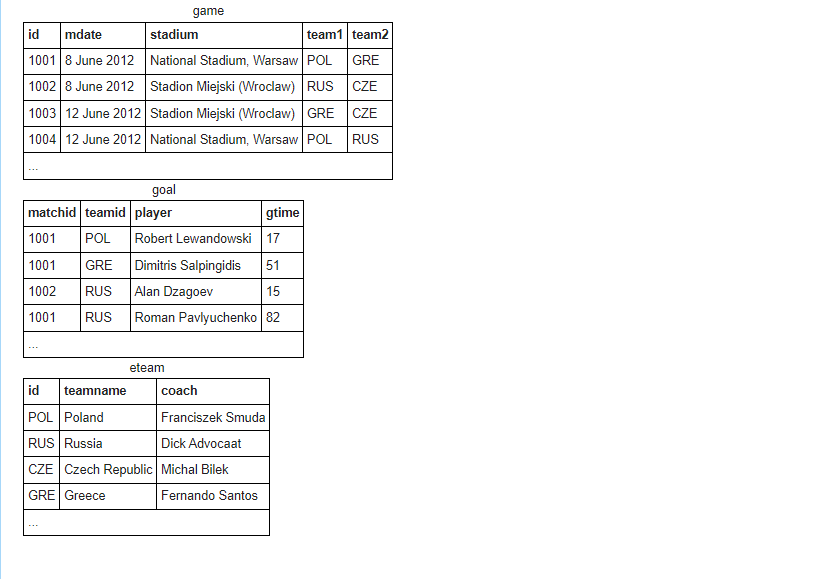 game
id mdate stadium team1 team2
1001 8 June 2012 National Stadium, Warsaw POL GRE
1002 8 June 2012 Stadion Miejski (Wroclaw) RUS CZE
1003 12 June 2012 Stadion Miejski (Wroclaw) GRE CZE
1004 12 June 2012 National Stadium, Warsaw POL RUS
...
goal
matchid teamid player gtime
1001 POL Robert Lewandowski 17
1001 GRE Dimitris Salpingidis 51
1002 RUS Alan Dzagoev 15
1001 RUS Roman Pavlyuchenko 82
...
eteam
id teamname coach
POL Poland Franciszek Smuda
RUS Russia Dick Advocaat
CZE Czech Republic Michal Bilek
GRE Greece Fernando Santos
...